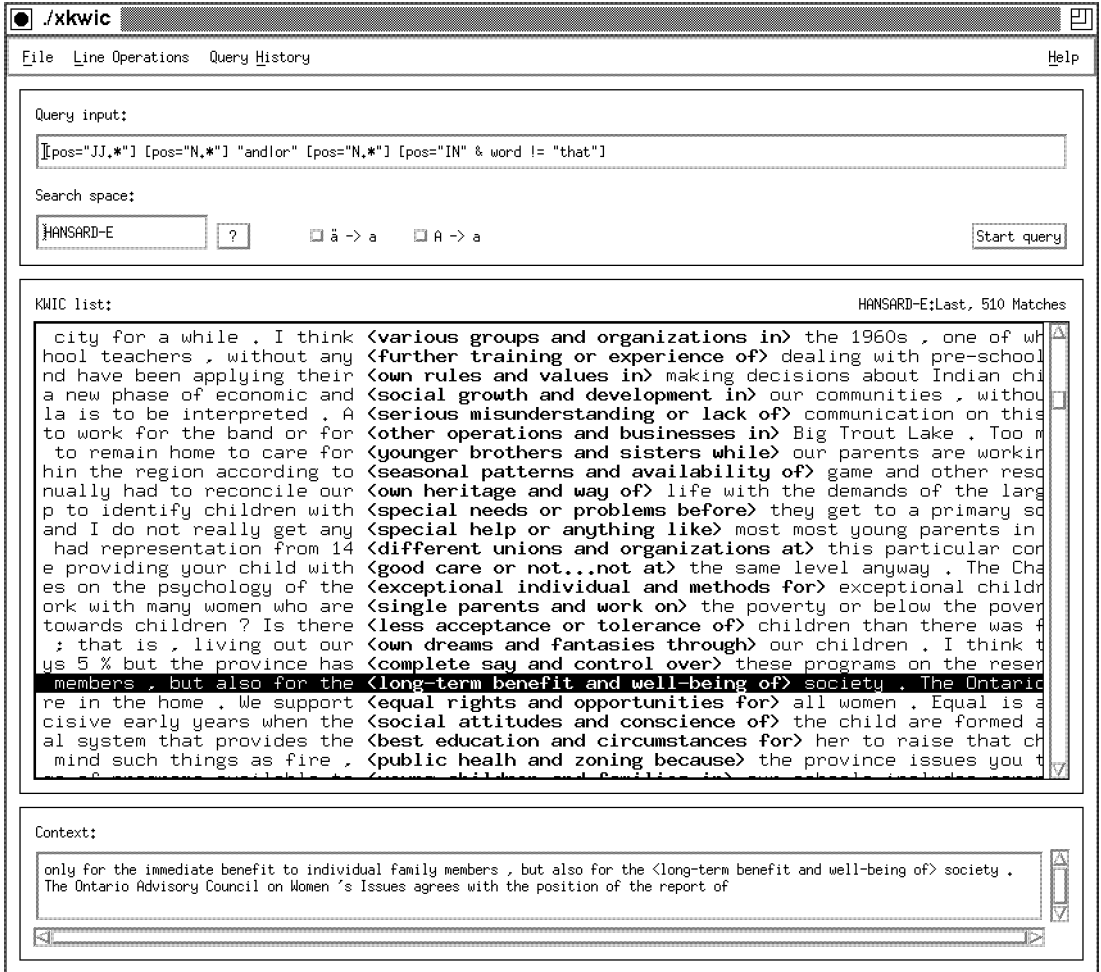 ./xkwic
File Line Operations Query History Help
Query input:
[pos="JJ.*"] [pos="N.*"] "and|or" [pos="N.*"] [pos="IN" & word != "that"]
Search space:
HANSARD-E ? ä -> a A -> a Start query
KWIC list: HANSARD-E:Last, 510 Matches
city for a while . I think <various groups and organizations in> the 1960s , one of wh
hool teachers , without any <further training or experience of> dealing with pre-school
nd have been applying their <own rules and values in> making decisions about Indian chi
a new phase of economic and <social growth and development in> our communities , withou
la is to be interpreted . A <serious misunderstanding or lack of> communication on this
to work for the band or for <other operations and businesses in> Big Trout Lake . Too m
to remain home to care for <younger brothers and sisters while> our parents are workin
hin the region according to <seasonal patterns and availability of> game and other reso
nually had to reconcile our <own heritage and way of> life with the demands of the larg
p to identify children with <special needs or problems before> they get to a primary sc
and I do not really get any <special help or anything like> most most young parents in
had representation from 14 <different unions and organizations at> this particular con
e providing your child with <good care or not...not at> the same level anyway . The Cha
es on the psychology of the <exceptional individual and methods for> exceptional childr
ork with many women who are <single parents and work on> the poverty or below the pover
towards children ? Is there <less acceptance or tolerance of> children than there was f
; that is , living out our <own dreams and fantasies through> our children . I think t
ys 5 % but the province has <complete say and control over> these programs on the reser
members , but also for the <long-term benefit and well-being of> society . The Ontario
re in the home . We support <equal rights and opportunities for> all women . Equal is a
cisive early years when the <social attitudes and conscience of> the child are formed a
al system that provides the <best education and circumstances for> her to raise that ch
mind such things as fire , <public healh and zoning because> the province issues you t
<young children and families in> our schools includes
Context:
only for the immediate benefit to individual family members , but also for the <long-term benefit and well-being of> society .
The Ontario Advisory Council on Women 's Issues agrees with the position of the report of